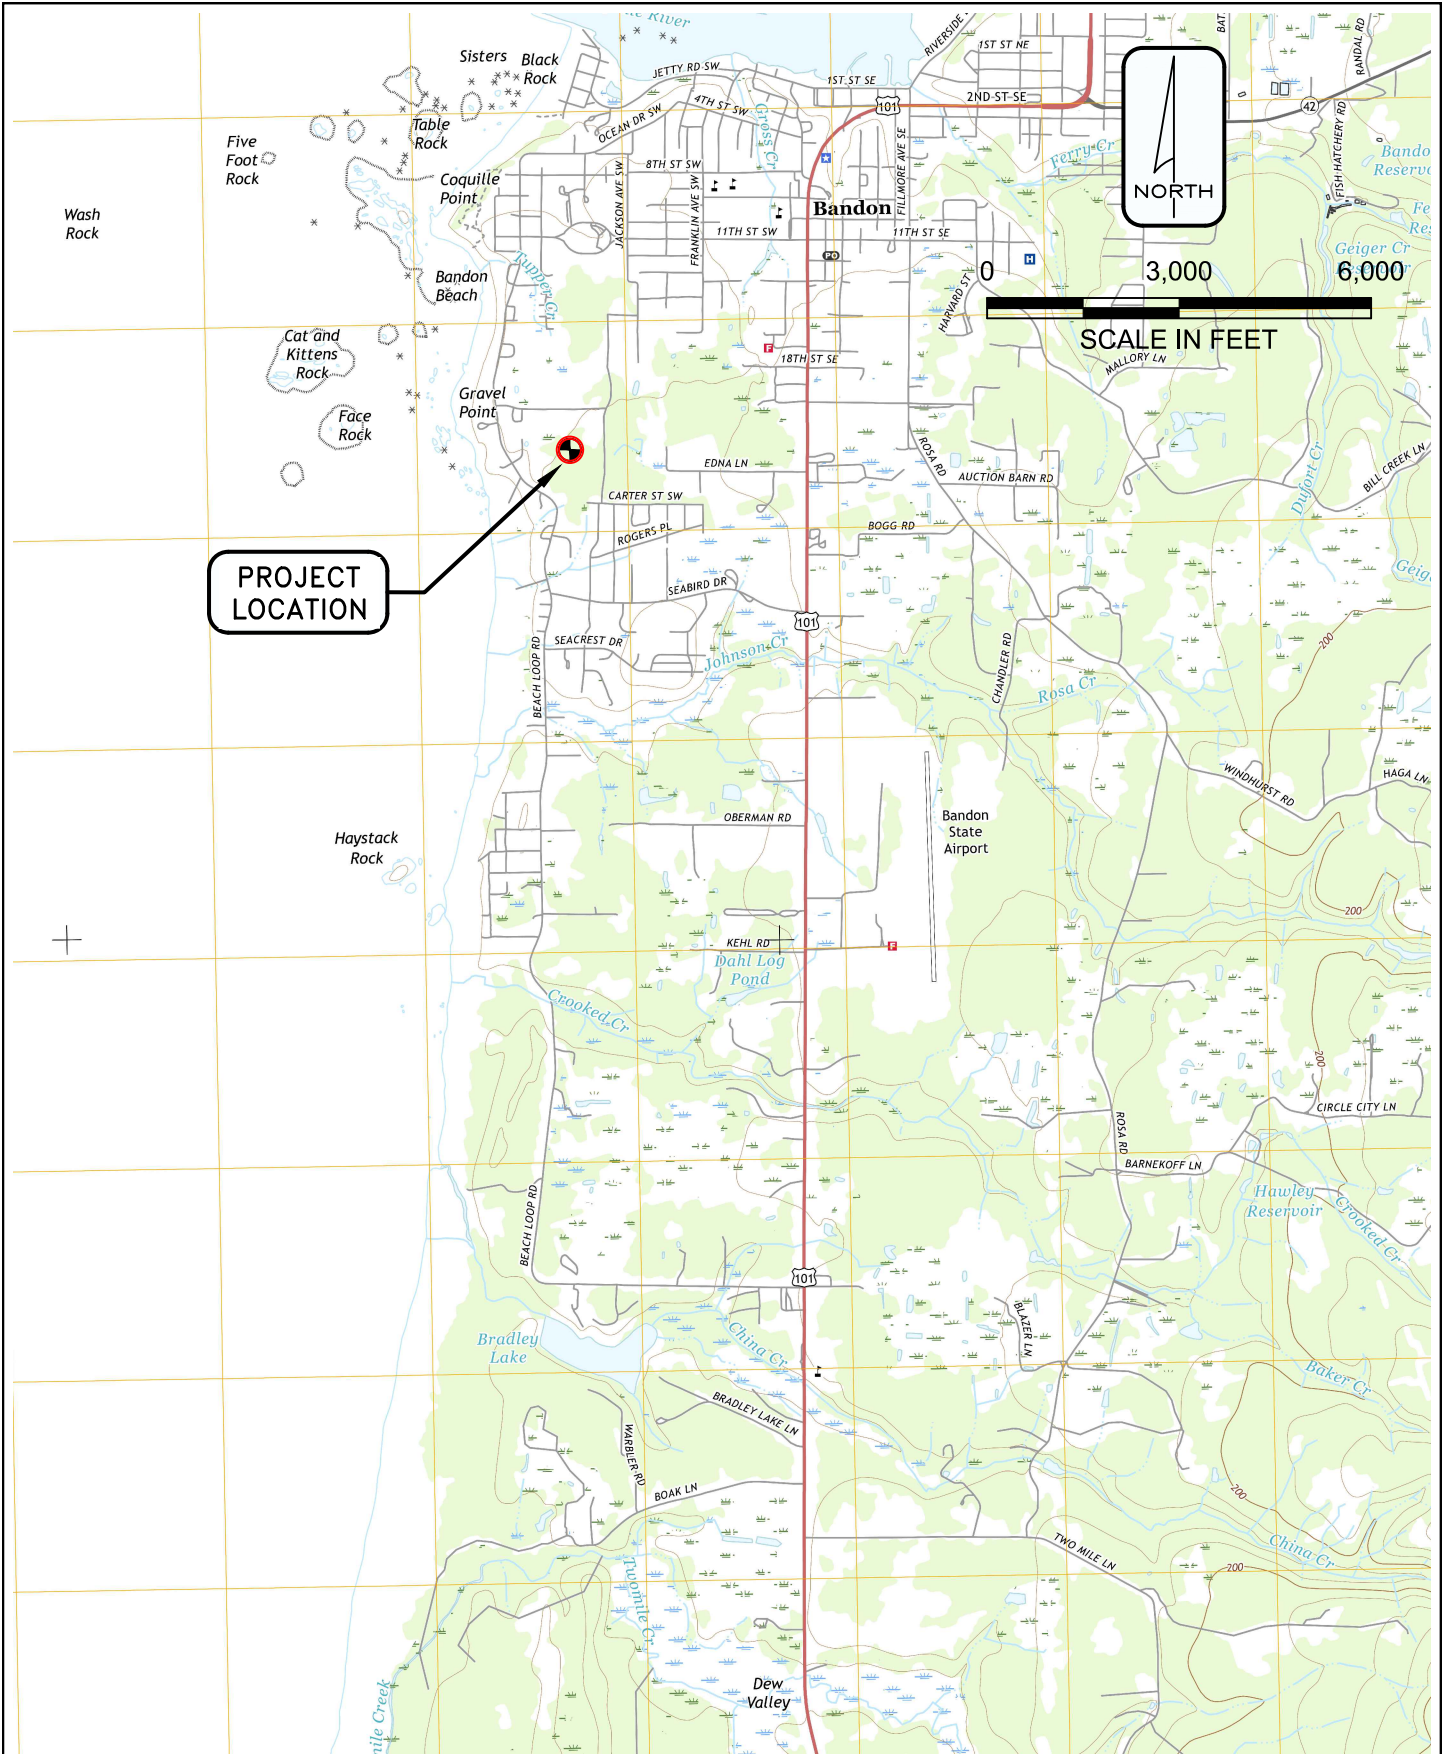 River
Sisters
Black
Rock
JETTY RD SW
1ST ST SE
RIVERSIDE
1ST ST NE
2ND ST SE
101
42
RANDAL RD
FISH HATCHERY RD
NORTH
4TH ST SW
OCEAN DR SW
Gross Cr
Table
Rock
Five
Foot
Rock
Coquille
Point
8TH ST SW
JACKSON AVE SW
FRANKLIN AVE SW
FILLMORE AVE SE
Ferry Cr
Bandon
Wash
Rock
11TH ST SW
11TH ST SE
PO
H
Tupper Cr
Bandon
Beach
HARVARD ST
Geiger Cr
Reservoir
0
3,000
6,000
SCALE IN FEET
Cat and
Kittens
Rock
F
18TH ST SE
MALLORY LN
Gravel
Point
Face
Rock
EDNA LN
ROSA RD
AUCTION BARN RD
Dufort Cr
BILL CREEK LN
CARTER ST SW
ROGERS PL
BOGG RD
PROJECT
LOCATION
SEABIRD DR
101
SEACREST DR
Johnson Cr
BEACH LOOP RD
CHANDLER RD
Rosa Cr
200
WINDHURST RD
HAGA LN
OBERMAN RD
Bandon
State
Airport
Haystack
Rock
200
KEHL RD
F
Dahl Log
Pond
Crooked Cr
200
CIRCLE CITY LN
ROSA RD
BARNEKOFF LN
Hawley
Reservoir
Crooked Cr
BEACH LOOP RD
101
BLAZER LN
Bradley
Lake
China Cr
Baker Cr
BRADLEY LAKE LN
WARBLER RD
BOAK LN
200
TWO MILE LN
China Cr
200
Twomile Cr
Dew
Valley
Creek